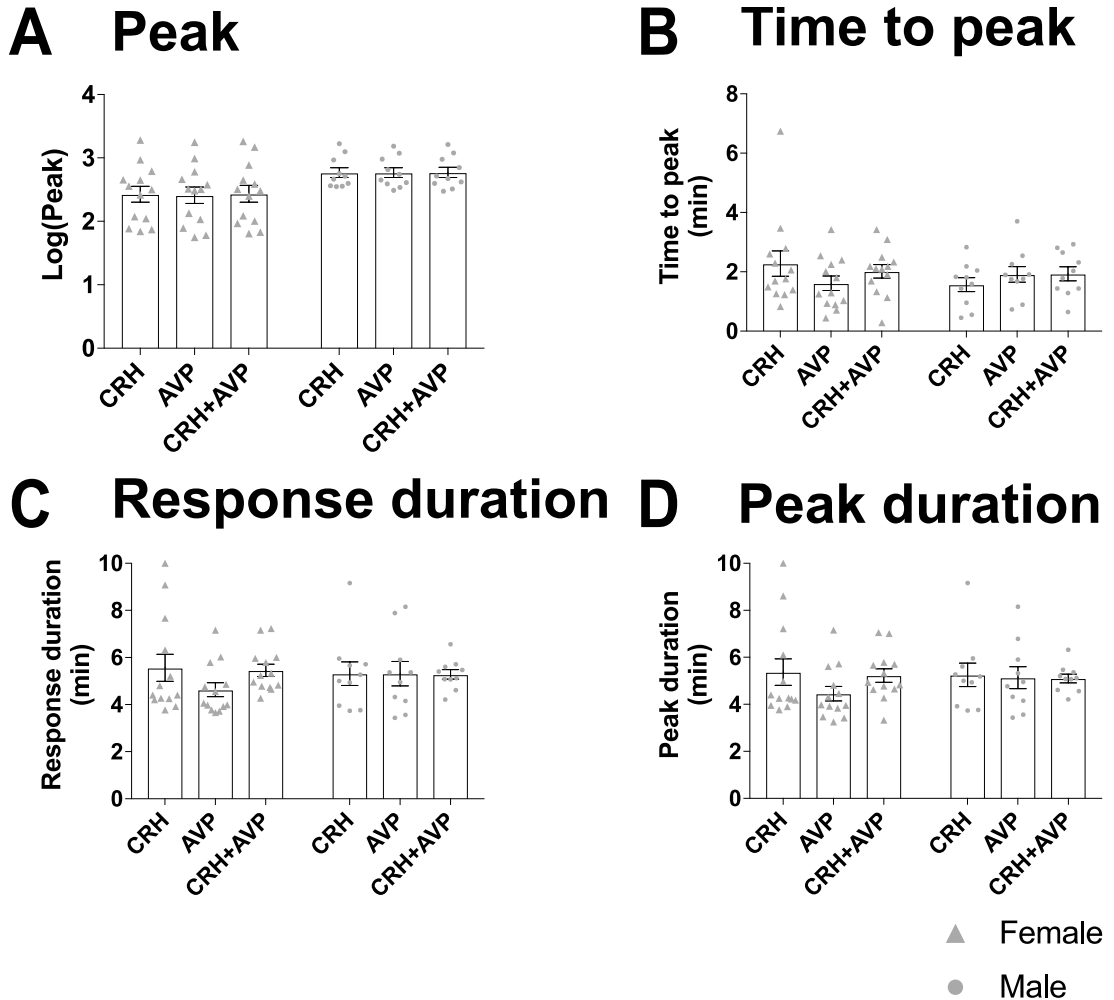 A Peak
Log(Peak)
4
3
2
1
0
CRH
AVP
CRH+AVP
CRH
AVP
CRH+AVP
B Time to peak
Time to peak
(min)
8
6
4
2
0
CRH
AVP
CRH+AVP
CRH
AVP
CRH+AVP
C Response duration
Response duration
(min)
10
8
6
4
2
0
CRH
AVP
CRH+AVP
CRH
AVP
CRH+AVP
D Peak duration
Peak duration
(min)
10
8
6
4
2
0
CRH
AVP
CRH+AVP
CRH
AVP
CRH+AVP
Female
Male